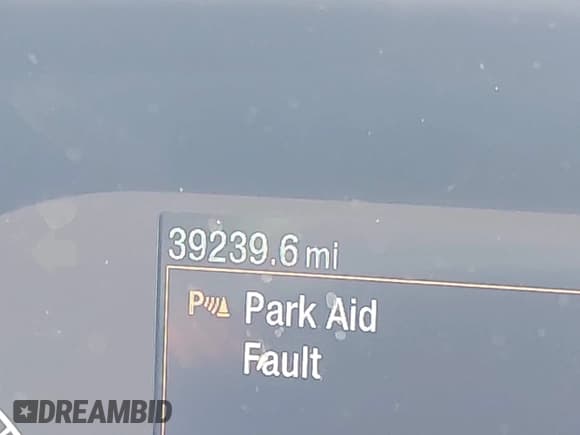 39239.6 mi
P Park Aid
Fault
DREAMBID